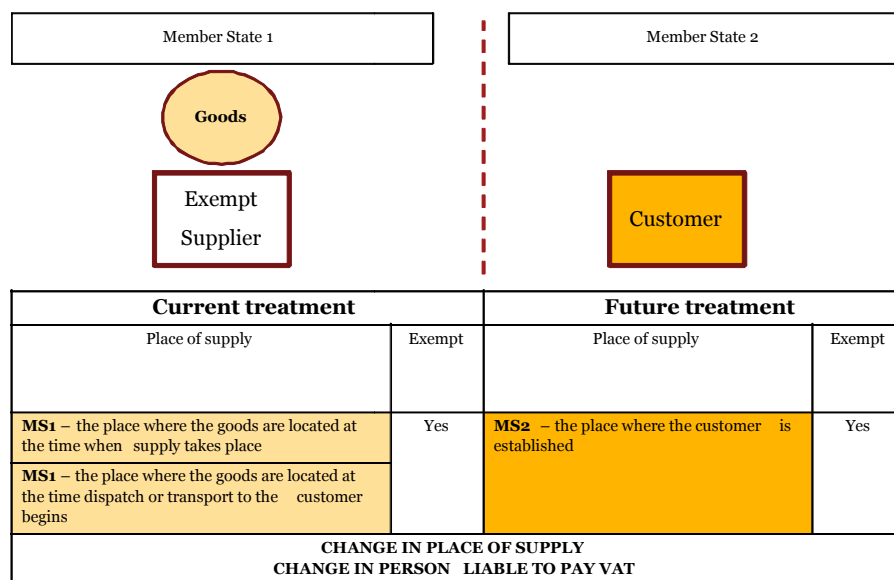 Member State 1
Member State 2
Goods
Exempt
Supplier
Customer
Current treatment
Future treatment
Place of supply
Exempt
Place of supply
Exempt
MS1 – the place where the goods are located at
the time when supply takes place
Yes
MS2 – the place where the customer is
established
Yes
MS1 – the place where the goods are located at
the time dispatch or transport to the customer
begins
CHANGE IN PLACE OF SUPPLY
CHANGE IN PERSON LIABLE TO PAY VAT